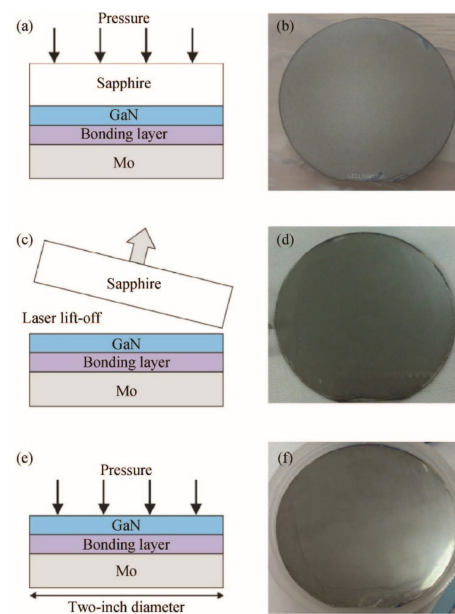 (a)
Pressure
(b)
Sapphire
GaN
Bonding layer
Mo
(c)
(d)
Sapphire
Laser lift-off
GaN
Bonding layer
Mo
(e)
Pressure
(f)
GaN
Bonding layer
Mo
Two-inch diameter